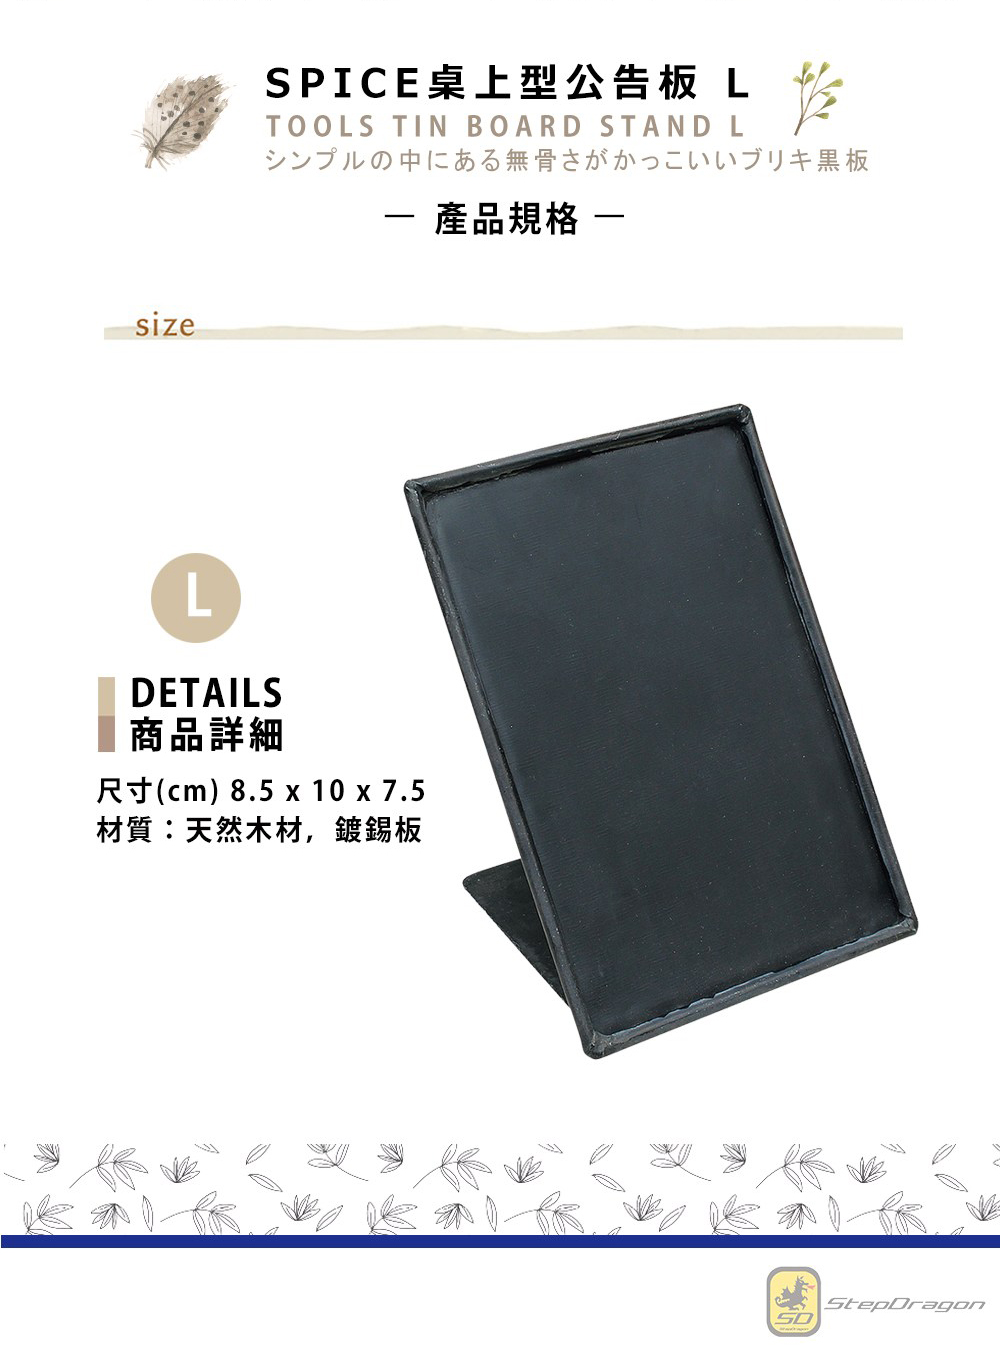 SPICE桌上型公告板 L
TOOLS TIN BOARD STAND L
シンプルの中にある無骨さがかっこいいブリキ黒板
— 產品規格 —
size
L
DETAILS
商品詳細
尺寸(cm) 8.5 x 10 x 7.5
材質：天然木材，鍍錫板
SD
StepDragon
StepDragon